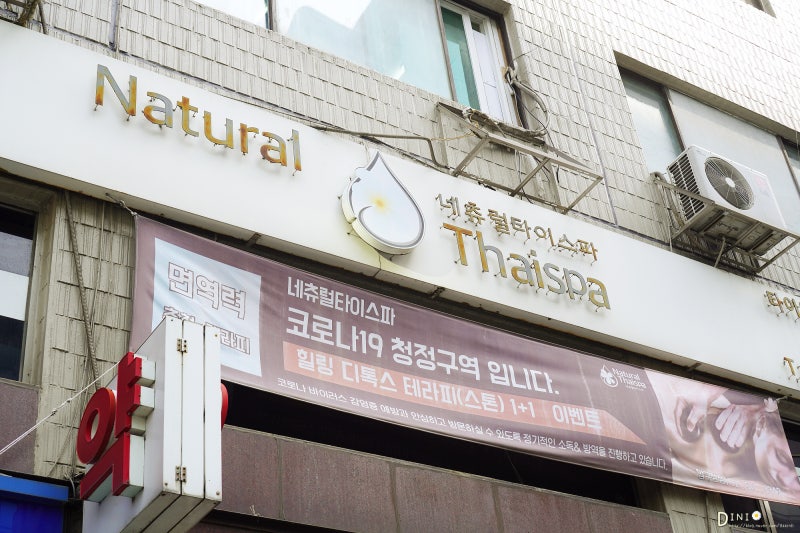 Natural
네츄럴타이스파
Thaispa
타이
면역력
네츄럴타이스파
코로나19 청정구역 입니다.
힐링 디톡스 테라피(스톤) 1+1 이벤트
코로나 바이러스 감염증 예방과 안심하고 방문하실 수 있도록 정기적인 소독& 방역을 진행하고 있습니다.
Natural
Thaispa
약
DINI